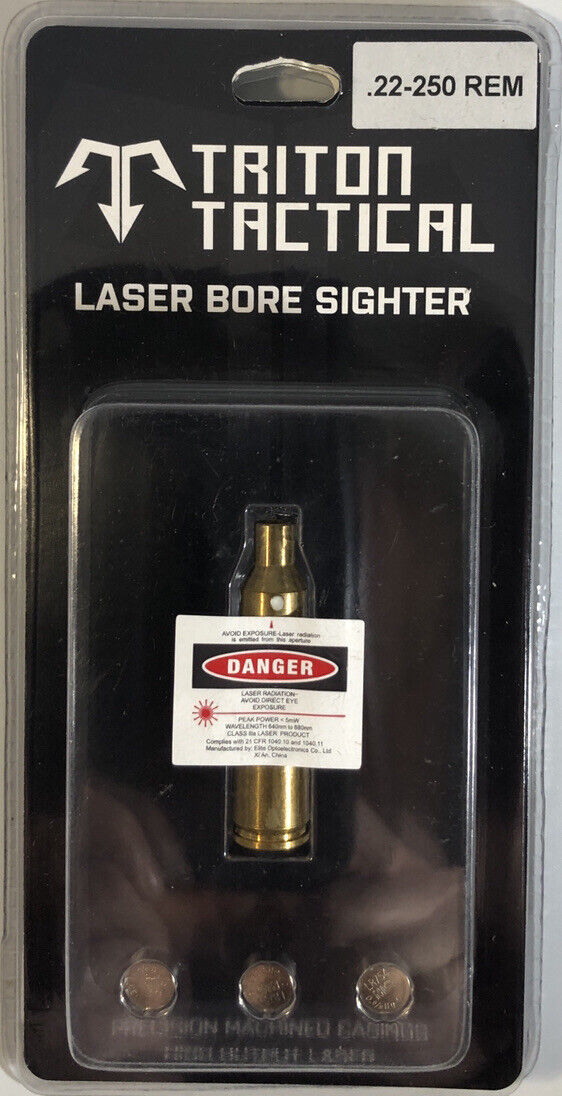 .22-250 REM
TRITON
TACTICAL
LASER BORE SIGHTER
AVOID EXPOSURE-Laser radiation
is emitted from this aperture
DANGER
LASER RADIATION-
AVOID DIRECT EYE
EXPOSURE
PEAK POWER < 5mW
WAVELENGTH 640nm to 680nm
CLASS IIIa LASER PRODUCT
Complies with 21 CFR 1040.10 and 1040.11
Manufactured by: Elite Optoelectronics Co., Ltd
Xi'An, China
PRECISION MACHINED